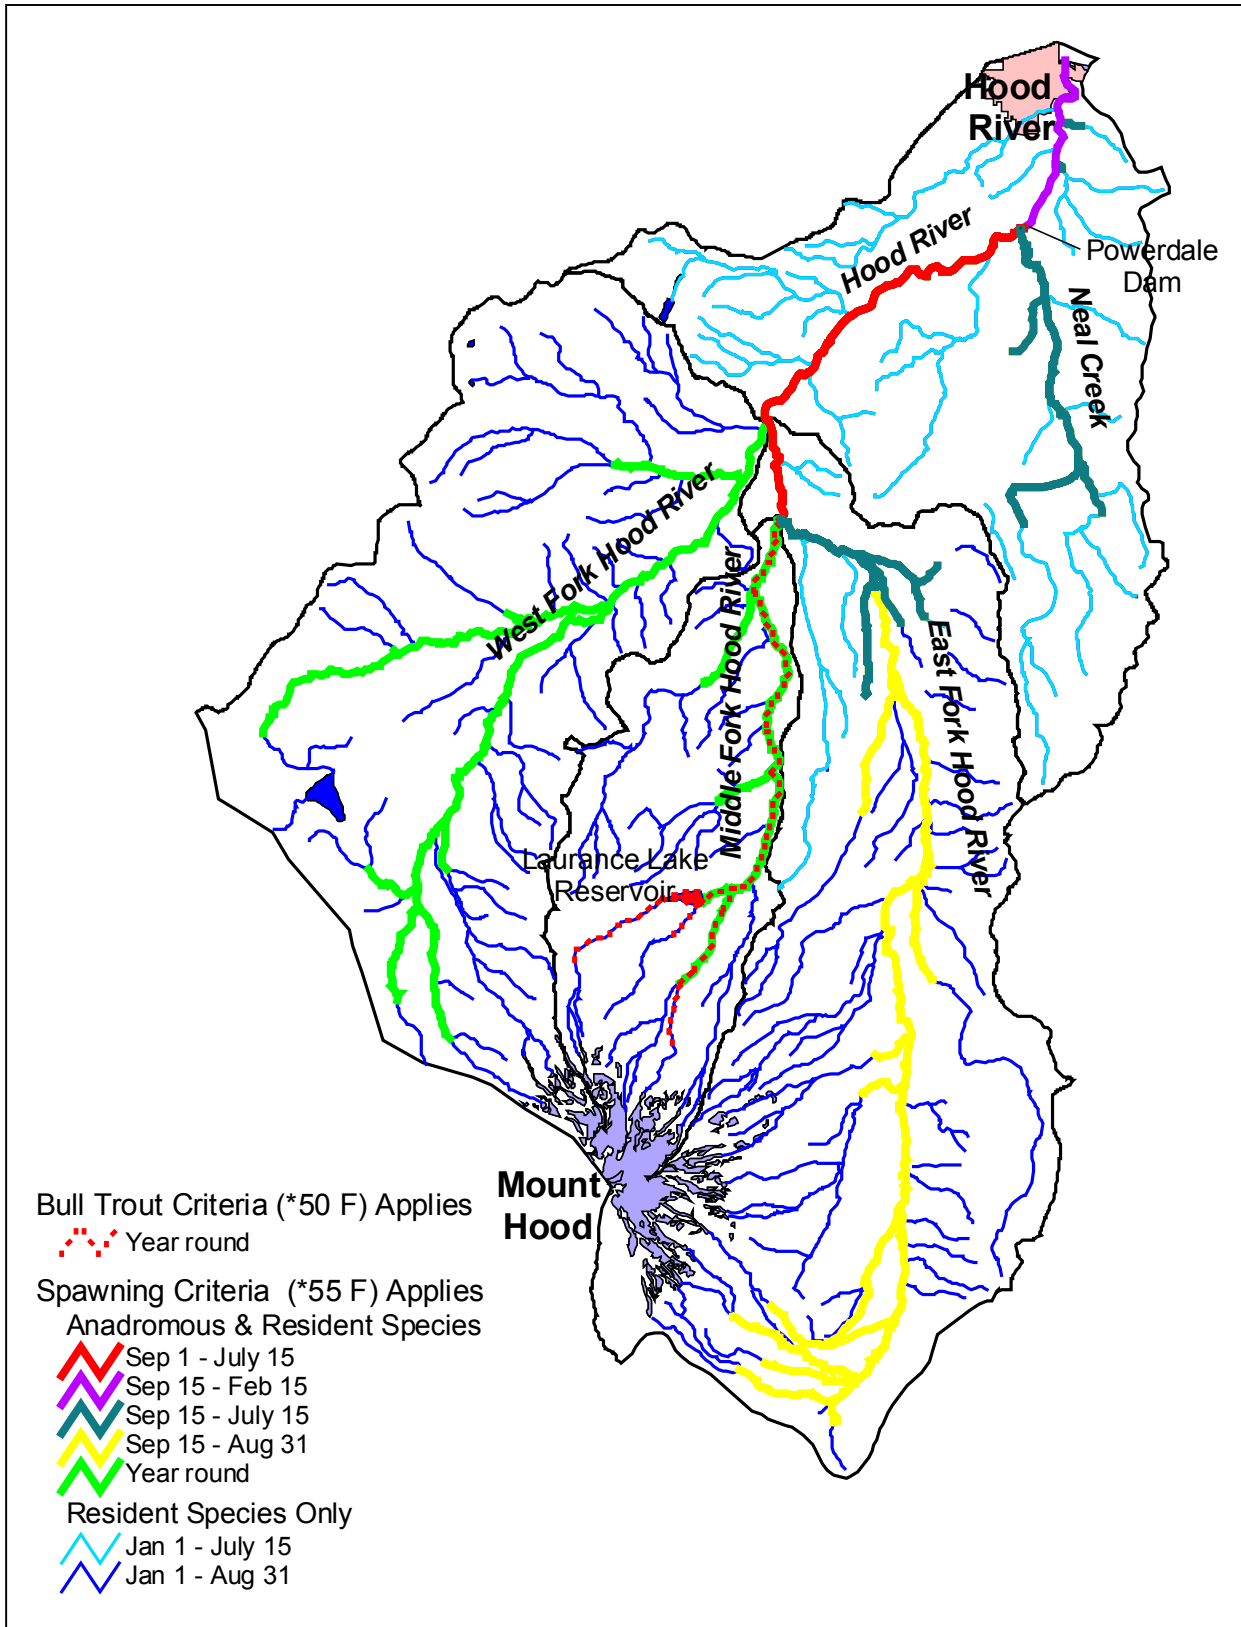 Hood
River
Hood River
Powerdale
Dam
Neal Creek
West Fork Hood River
Middle Fork Hood River
East Fork Hood River
Laurance Lake
Reservoir
Mount
Hood
Bull Trout Criteria (*50 F) Applies
Year round
Spawning Criteria (*55 F) Applies
Anadromous & Resident Species
Sep 1 - July 15
Sep 15 - Feb 15
Sep 15 - July 15
Sep 15 - Aug 31
Year round
Resident Species Only
Jan 1 - July 15
Jan 1 - Aug 31